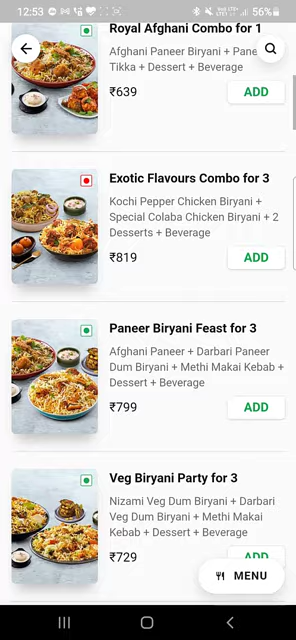 12:53
56%
Royal Afghani Combo for 1
Afghani Paneer Biryani + Pane
Tikka + Dessert + Beverage
₹639
ADD
Exotic Flavours Combo for 3
Kochi Pepper Chicken Biryani +
Special Colaba Chicken Biryani + 2
Desserts + Beverage
₹819
ADD
Paneer Biryani Feast for 3
Afghani Paneer + Darbari Paneer
Dum Biryani + Methi Makai Kebab +
Dessert + Beverage
₹799
ADD
Veg Biryani Party for 3
Nizami Veg Dum Biryani + Darbari
Veg Dum Biryani + Methi Makai
Kebab + Dessert + Beverage
₹729
ADD
MENU